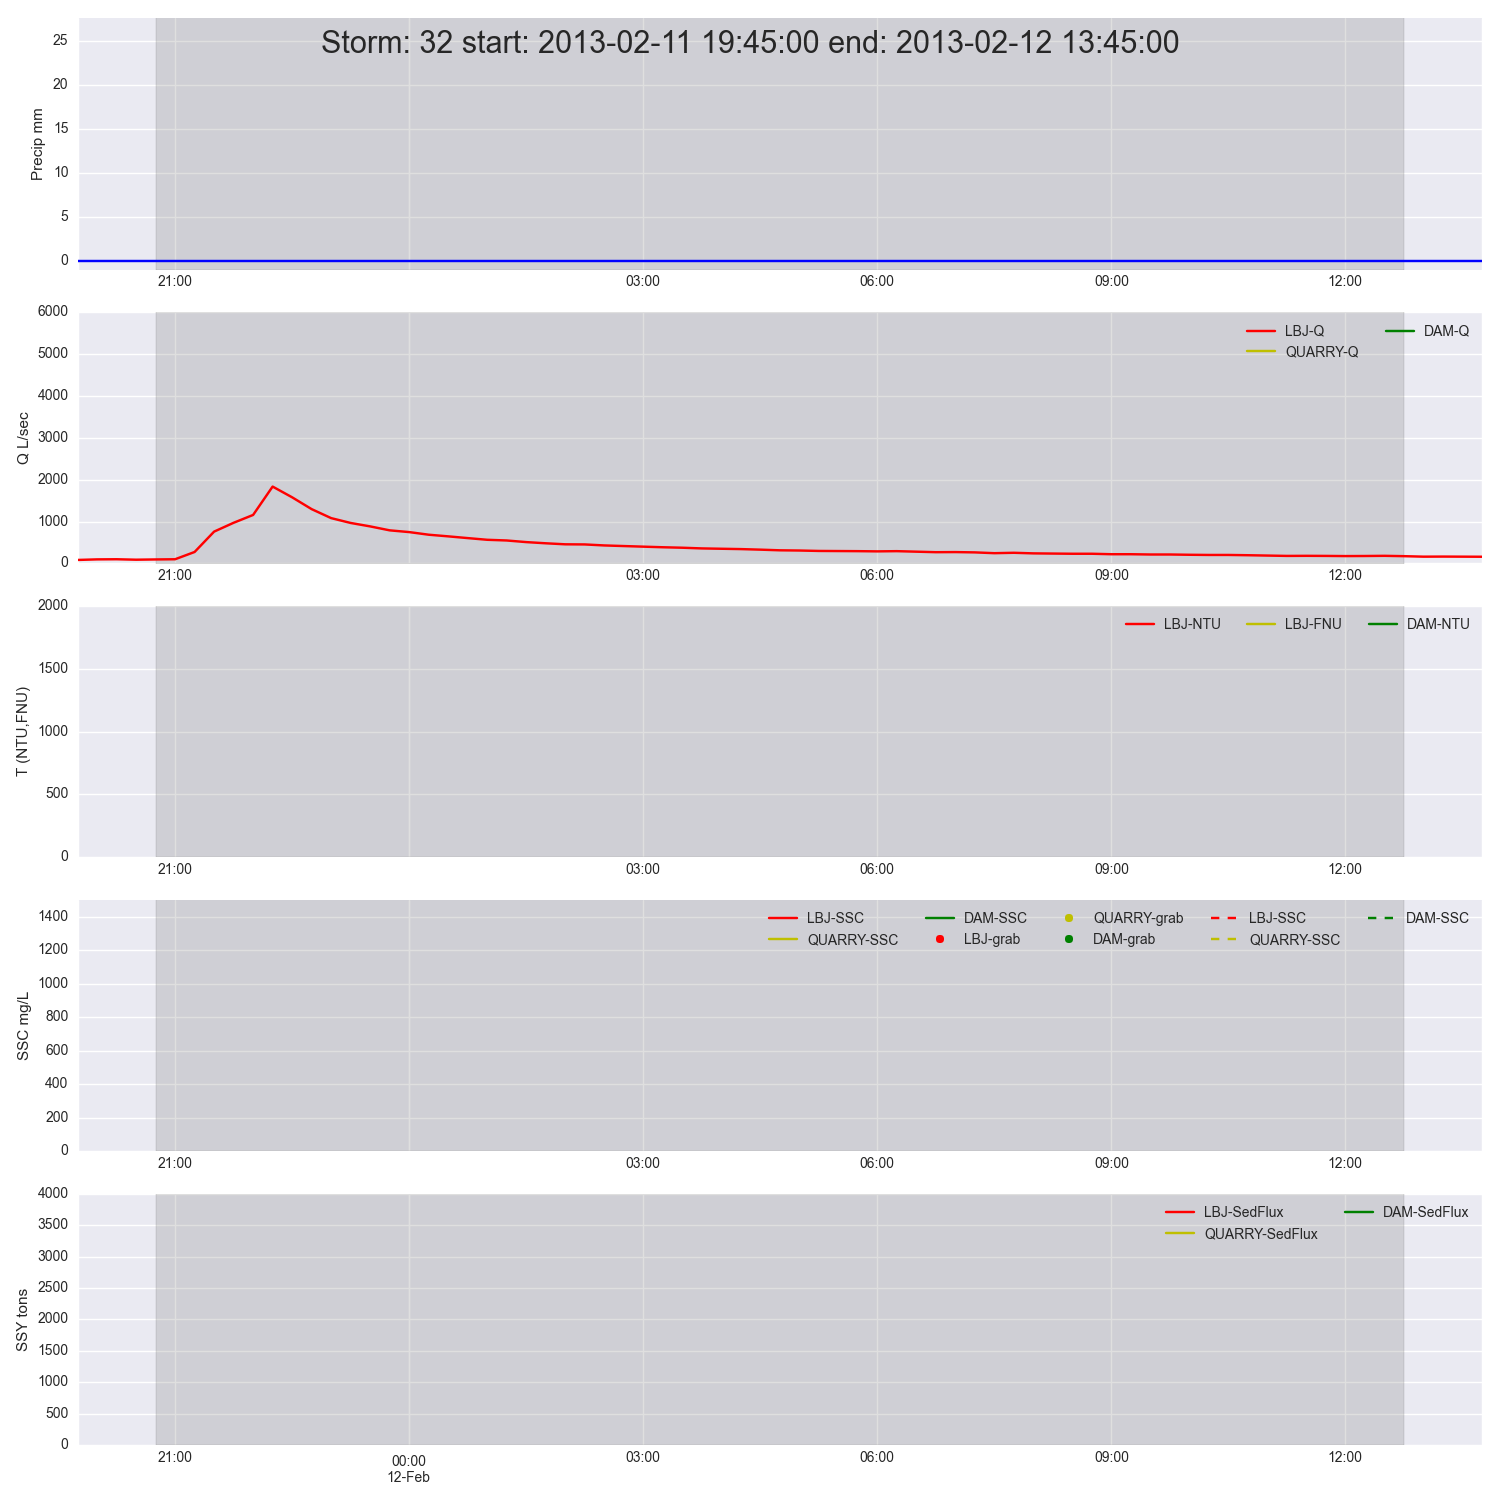 Storm: 32 start: 2013-02-11 19:45:00 end: 2013-02-12 13:45:00
Precip mm
25
20
15
10
5
0
21:00 03:00 06:00 09:00 12:00
Q L/sec
6000
5000
4000
3000
2000
1000
0
LBJ-Q DAM-Q
QUARRY-Q
21:00 03:00 06:00 09:00 12:00
T (NTU,FNU)
2000
1500
1000
500
0
LBJ-NTU LBJ-FNU DAM-NTU
21:00 03:00 06:00 09:00 12:00
SSC mg/L
1400
1200
1000
800
600
400
200
0
LBJ-SSC DAM-SSC QUARRY-grab LBJ-SSC DAM-SSC
QUARRY-SSC LBJ-grab DAM-grab QUARRY-SSC
21:00 03:00 06:00 09:00 12:00
SSY tons
4000
3500
3000
2500
2000
1500
1000
500
0
LBJ-SedFlux DAM-SedFlux
QUARRY-SedFlux
21:00 00:00 03:00 06:00 09:00 12:00
12-Feb